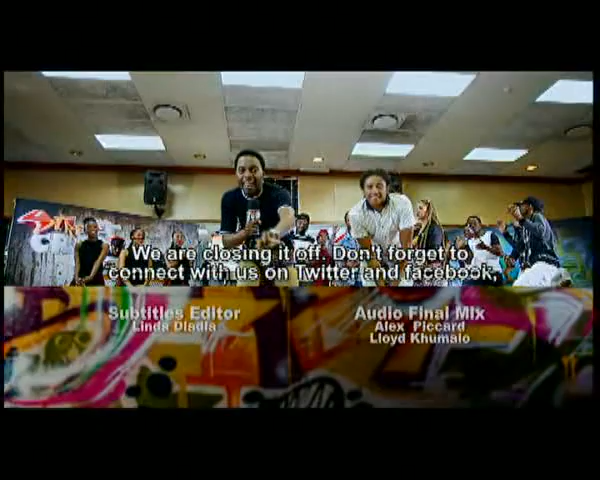 We are closing it off. Don't forget to
connect with us on Twitter and facebook,
Subtitles Editor
Linda Dladla
Audio Final Mix
Alex Piccard
Lloyd Khumalo